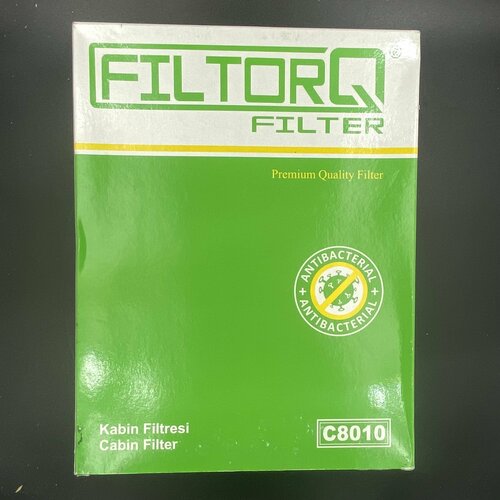 FILTORQ®
FILTER
Premium Quality Filter
+ ANTIBACTERIAL +
ANTIBACTERIAL
Kabin Filtresi
Cabin Filter
C8010